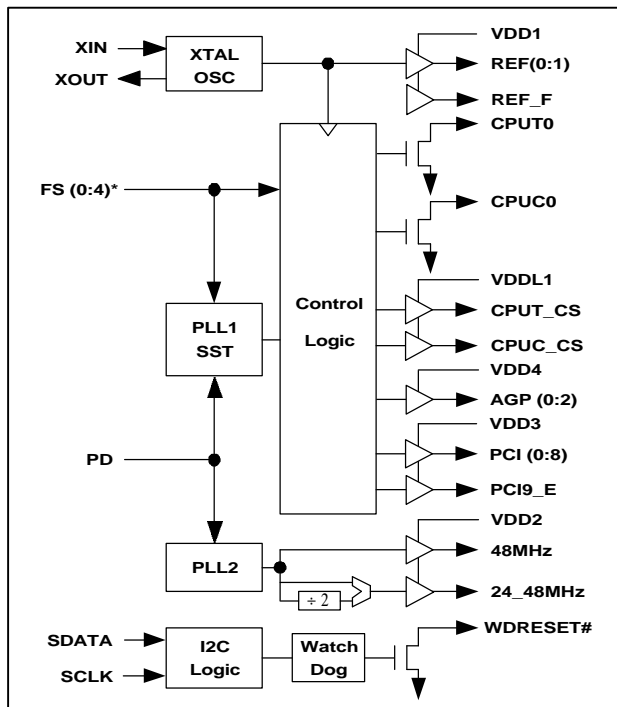 XIN
XOUT
XTAL
OSC
VDD1
REF(0:1)
REF_F
CPUT0
FS (0:4)*
CPUC0
Control
Logic
VDDL1
CPUT_CS
CPUC_CS
PLL1
SST
VDD4
AGP (0:2)
VDD3
PCI (0:8)
PCI9_E
PD
VDD2
PLL2
48MHz
÷ 2
24_48MHz
SDATA
SCLK
I2C
Logic
Watch
Dog
WDRESET#